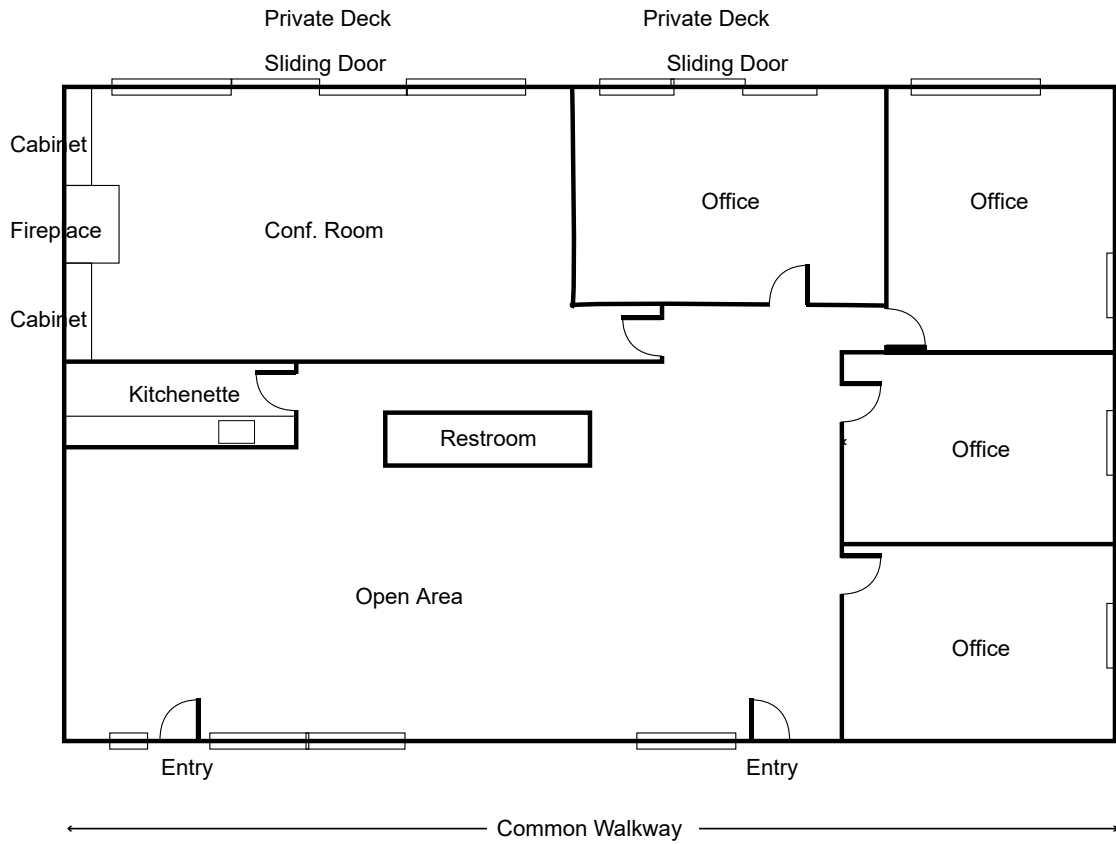 Private Deck
Private Deck
Sliding Door
Sliding Door
Cabinet
Office
Office
Fireplace
Conf. Room
Cabinet
Kitchenette
Restroom
Office
Open Area
Office
Entry
Entry
Common Walkway